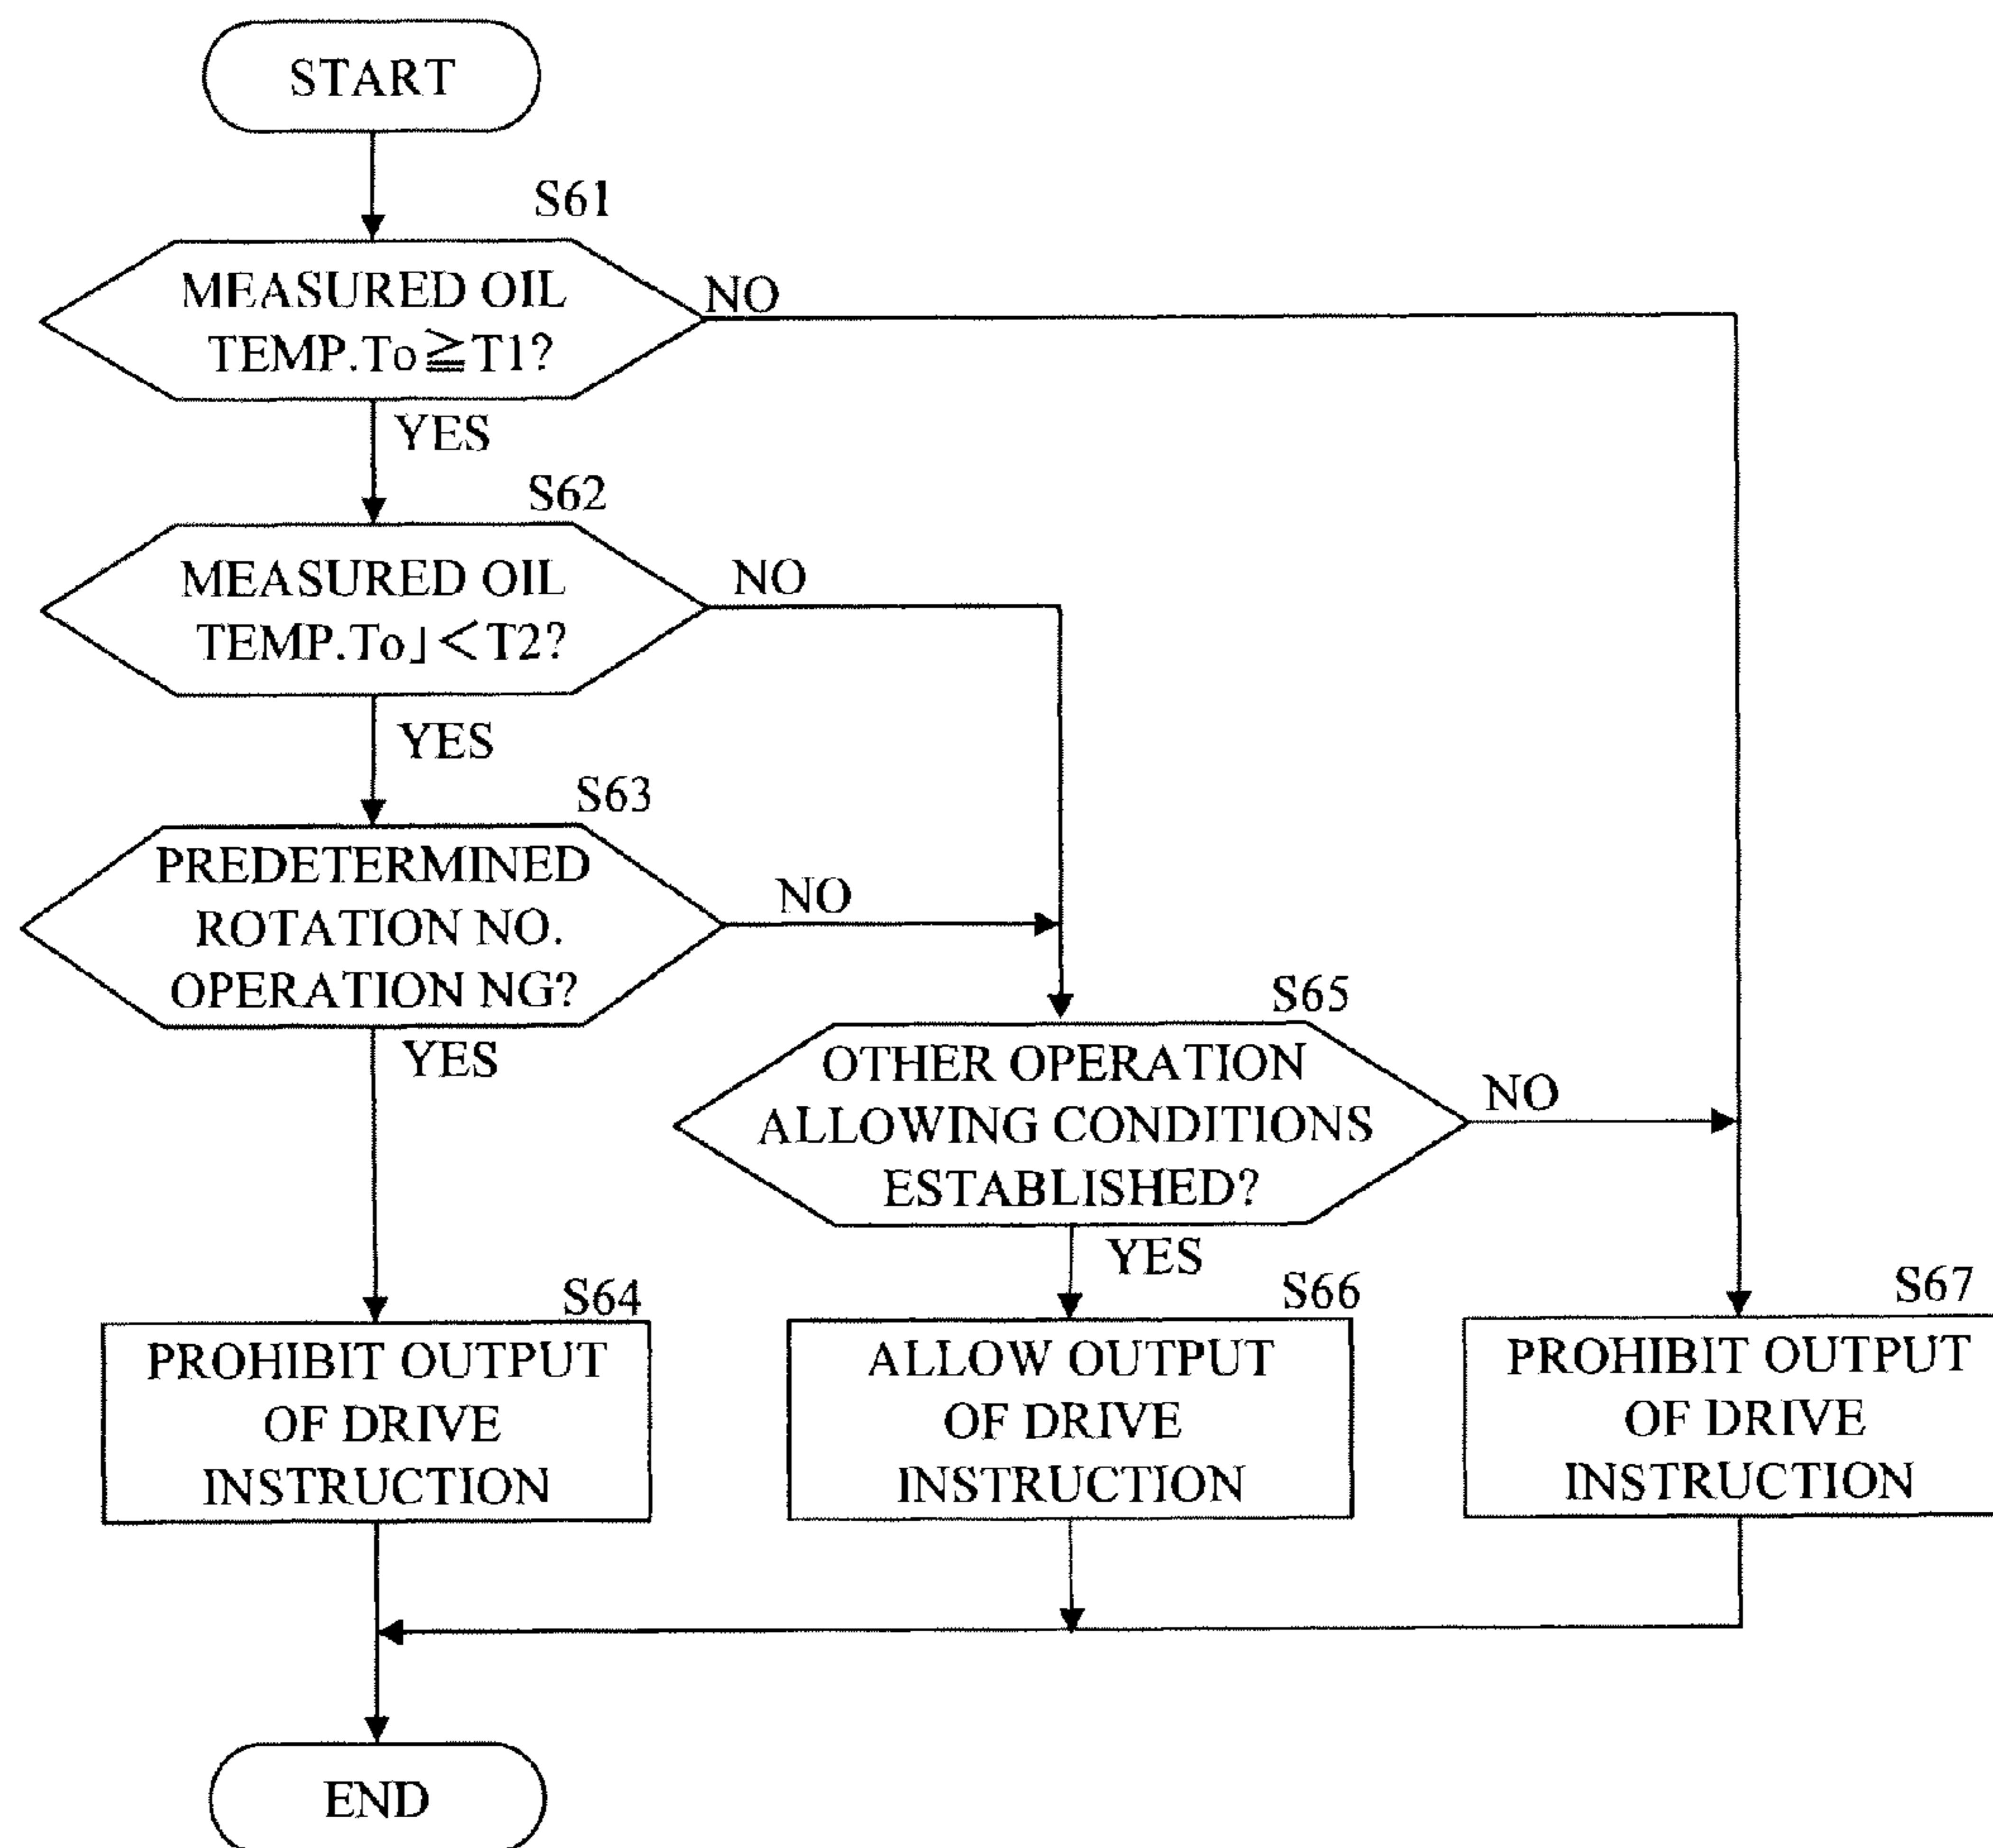 START
S61
MEASURED OIL
TEMP.To≧T1?
NO
YES
S62
MEASURED OIL
TEMP.To」<T2?
NO
YES
S63
PREDETERMINED
ROTATION NO.
OPERATION NG?
NO
YES
S65
OTHER OPERATION
ALLOWING CONDITIONS
ESTABLISHED?
NO
YES
S64
PROHIBIT OUTPUT
OF DRIVE
INSTRUCTION
S66
ALLOW OUTPUT
OF DRIVE
INSTRUCTION
S67
PROHIBIT OUTPUT
OF DRIVE
INSTRUCTION
END